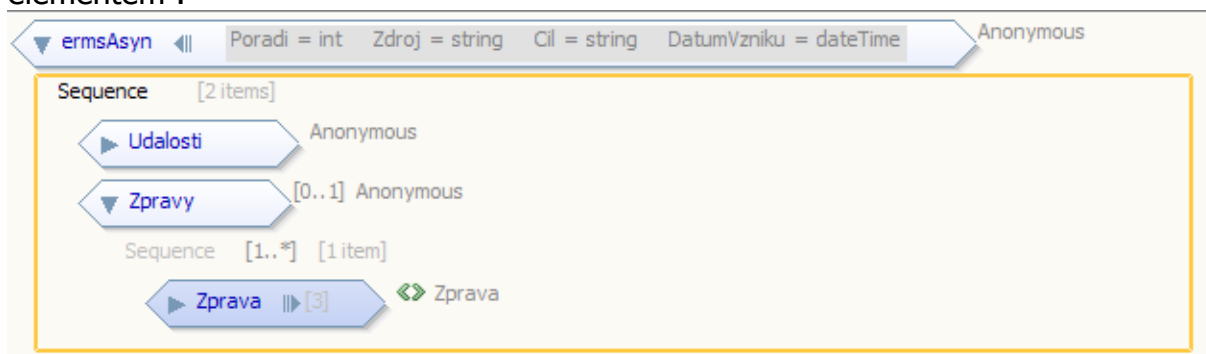 elementem .
ermsAsyn Poradi = int Zdroj = string Cil = string DatumVzniku = dateTime Anonymous
Sequence [2 items]
Udalosti Anonymous
Zpravy [0..1] Anonymous
Sequence [1..*] [1 item]
Zprava [3] Zprava